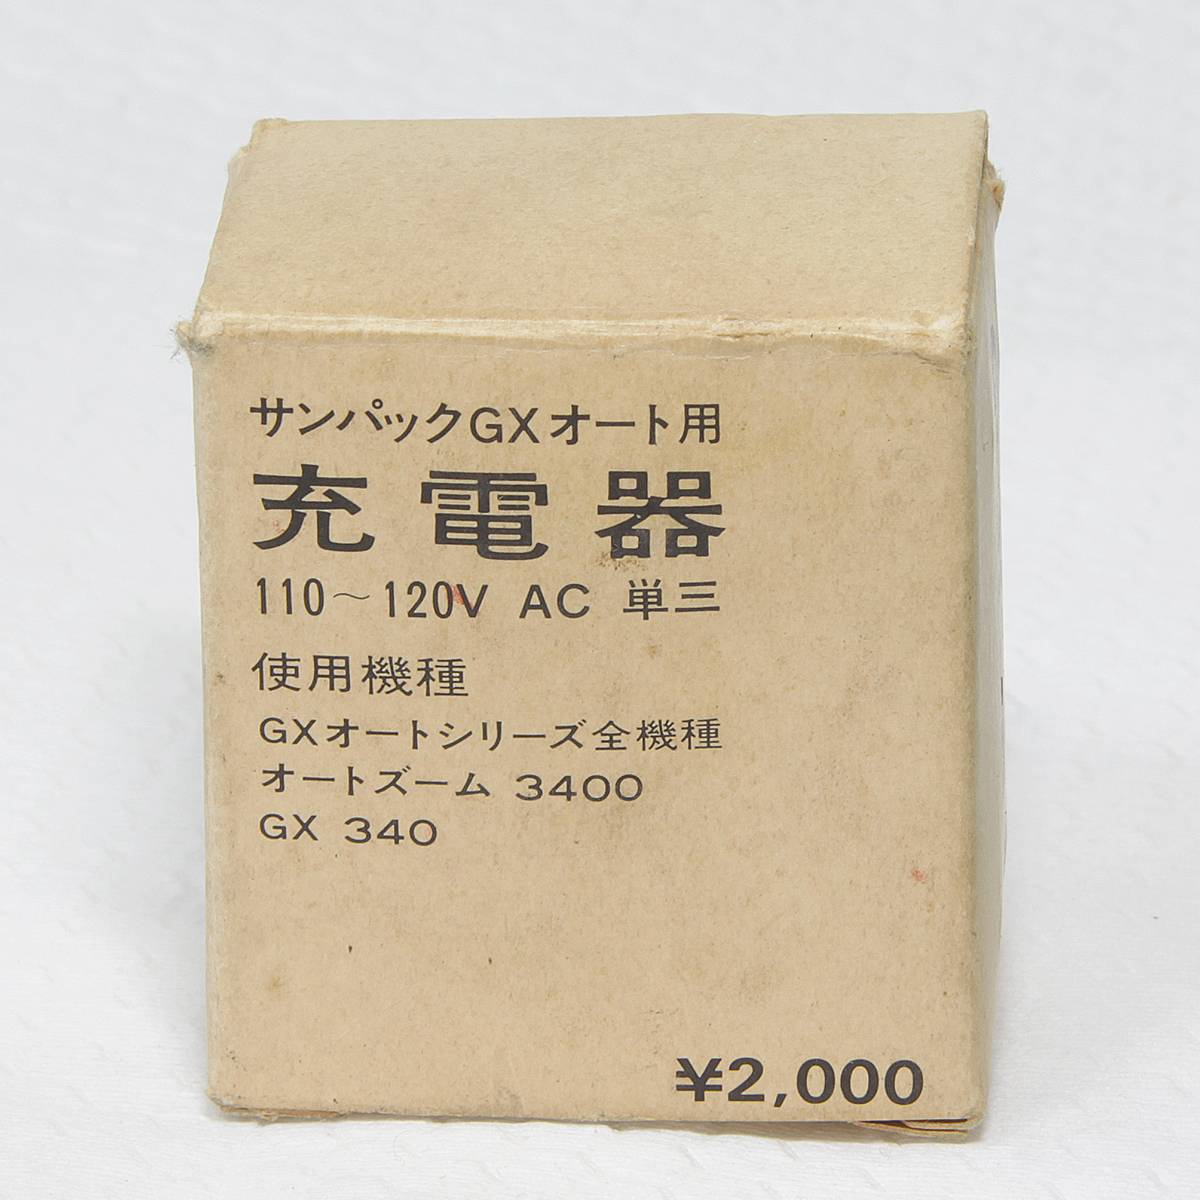 サンパックGXオート用
充電器
110～120V AC 単三
使用機種
GXオートシリーズ全機種
オートズーム 3400
GX 340
¥2,000